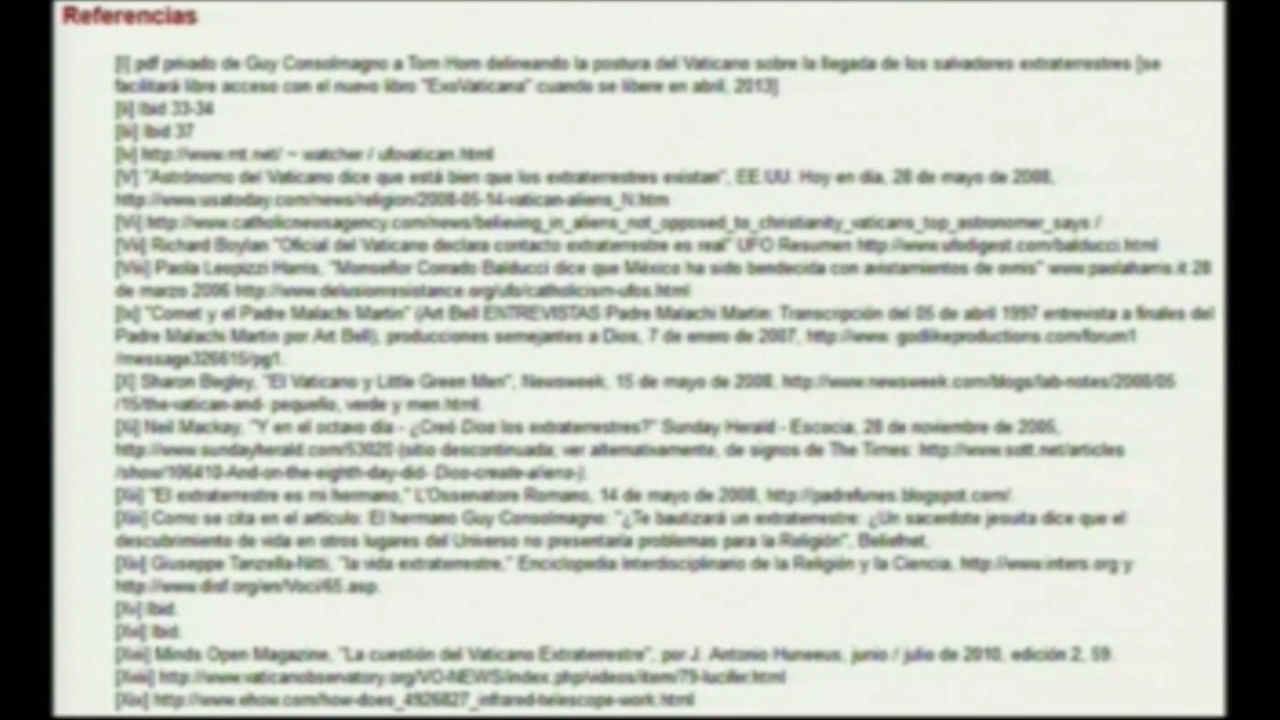 Referencias
[I] pdf privado de Guy Consolmagno a Tom Horn delineando la postura del Vaticano sobre la llegada de los salvadores extraterrestres [se
facilitará libre acceso con el nuevo libro "ExoVaticana" cuando se libere en abril, 2013]
[Ii] Ibid 33-34
[Iii] Ibid 37
[Iv] http://www.mt.net/ ~ watcher / ufovatican.html
[V] "Astrónomo del Vaticano dice que está bien que los extraterrestres existan", EE.UU. Hoy en día, 28 de mayo de 2008,
http://www.usatoday.com/news/religion/2008-05-14-vatican-aliens_N.htm
[Vi] http://www.catholicnewsagency.com/news/believing_in_aliens_not_opposed_to_christianity_vaticans_top_astronomer_says /
[Vii] Richard Boylan "Oficial del Vaticano declara contacto extraterrestre es real" UFO Resumen http://www.ufodigest.com/balducci.html
[Viii] Paola Leopizzi Harris, "Monseñor Corrado Balducci dice que México ha sido bendecida con avistamientos de ovnis" www.paolaharris.it 28
de marzo 2006 http://www.delusionresistance.org/ufo/catholicism-ufos.html
[Ix] "Comet y el Padre Malachi Martin" (Art Bell ENTREVISTAS Padre Malachi Martin: Transcripción del 05 de abril 1997 entrevista a finales del
Padre Malachi Martin por Art Bell), producciones semejantes a Dios, 7 de enero de 2007, http://www. godlikeproductions.com/forum1
/message326615/pg1.
[X] Sharon Begley, "El Vaticano y Little Green Men", Newsweek, 15 de mayo de 2008, http://www.newsweek.com/blogs/lab-notes/2008/05
/15/the-vatican-and- pequeño, verde y men.html.
[Xi] Neil Mackay, "Y en el octavo día - ¿Creó Dios los extraterrestres?" Sunday Herald - Escocia, 28 de noviembre de 2005,
http://www.sundayherald.com/53020 (sitio descontinuada; ver alternativamente, de signos de The Times: http://www.sott.net/articles
/show/106410-And-on-the-eighth-day-did- Dios-create-aliens-).
[Xii] "El extraterrestre es mi hermano," L'Osservatore Romano, 14 de mayo de 2008, http://padrefunes.blogspot.com/.
[Xiii] Como se cita en el artículo: El hermano Guy Consolmagno: "¿Te bautizará un extraterrestre: ¿Un sacerdote jesuita dice que el
descubrimiento de vida en otros lugares del Universo no presentaría problemas para la Religión", Beliefnet,
[Xiv] Giuseppe Tanzella-Nitti, "la vida extraterrestre," Enciclopedia Interdisciplinario de la Religión y la Ciencia, http://www.inters.org y
http://www.disf.org/en/Voci/65.asp.
[Xv] Ibid.
[Xvi] Ibid.
[Xvii] Minds Open Magazine, "La cuestión del Vaticano Extraterrestre", por J. Antonio Huneeus, junio / julio de 2010, edición 2, 59.
[Xviii] http://www.vaticanobservatory.org/VO-NEWS/index.php/videos/item/79-lucifer.html
[Xix] http://www.ehow.com/how-does_4926827_infrared-telescope-work.html